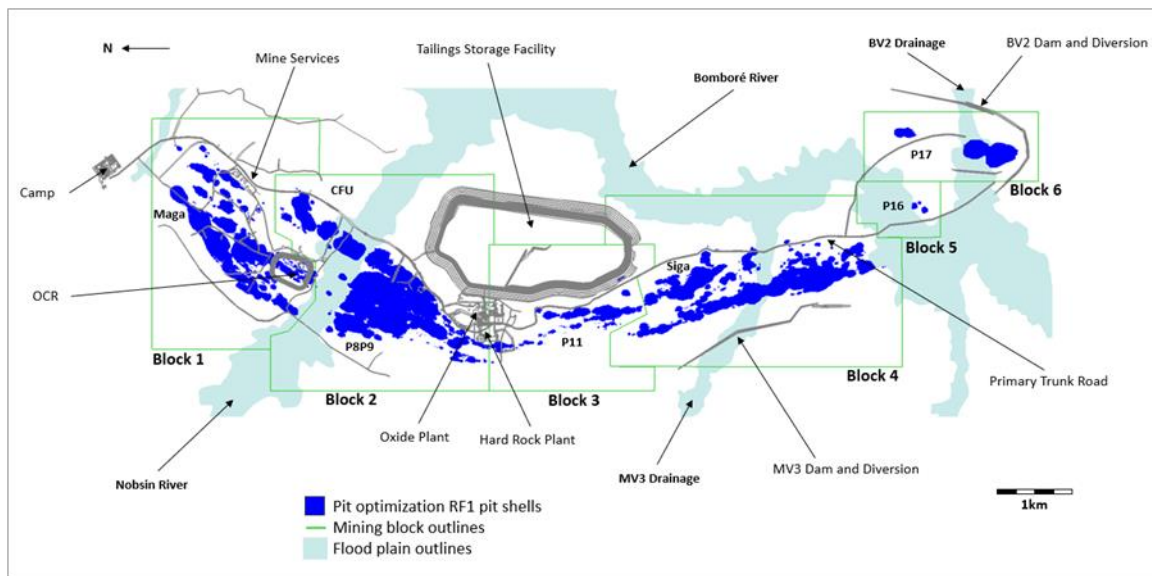 N
Mine Services
Tailings Storage Facility
Bomboré River
BV2 Drainage
BV2 Dam and Diversion
Camp
Maga
CFU
P17
Block 6
P16
Block 5
Siga
OCR
Block 1
P8P9
Block 2
P11
Block 3
Block 4
Primary Trunk Road
Oxide Plant
Hard Rock Plant
MV3 Dam and Diversion
Nobsin River
MV3 Drainage
Pit optimization RF1 pit shells
Mining block outlines
Flood plain outlines
1km